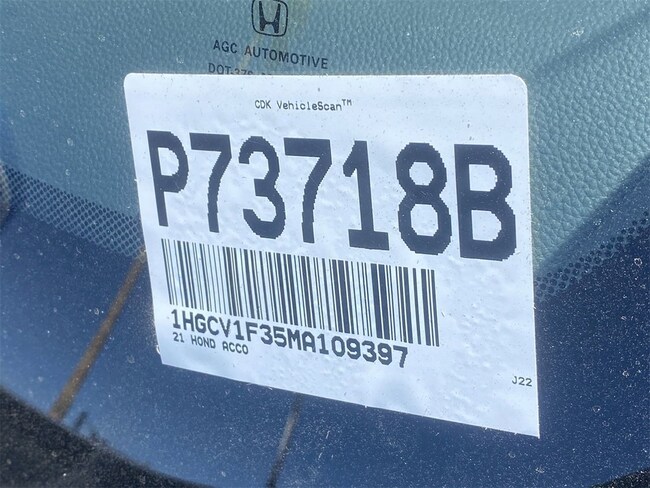 AGC AUTOMOTIVE
CDK VehicleScan™
P73718B
1HGCV1F35MA109397
21 HOND ACCO
J22